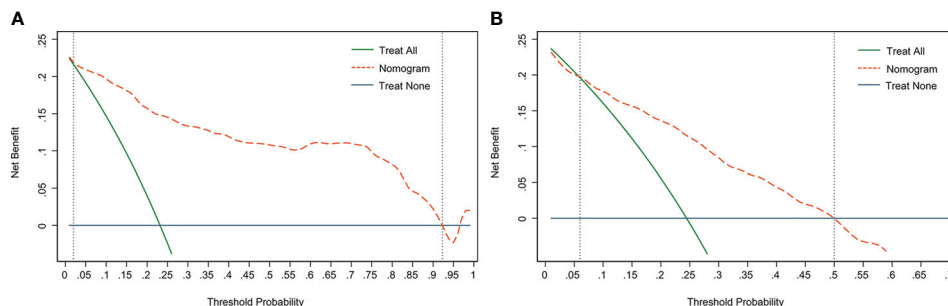 A
Net Benefit
.25
.2
.15
.1
.05
0
Treat All
Nomogram
Treat None
0 .05 .1 .15 .2 .25 .3 .35 .4 .45 .5 .55 .6 .65 .7 .75 .8 .85 .9 .95 1
Threshold Probability
B
Net Benefit
.25
.2
.15
.1
.05
0
Treat All
Nomogram
Treat None
0 .05 .1 .15 .2 .25 .3 .35 .4 .45 .5 .55 .6 .65
Threshold Probability